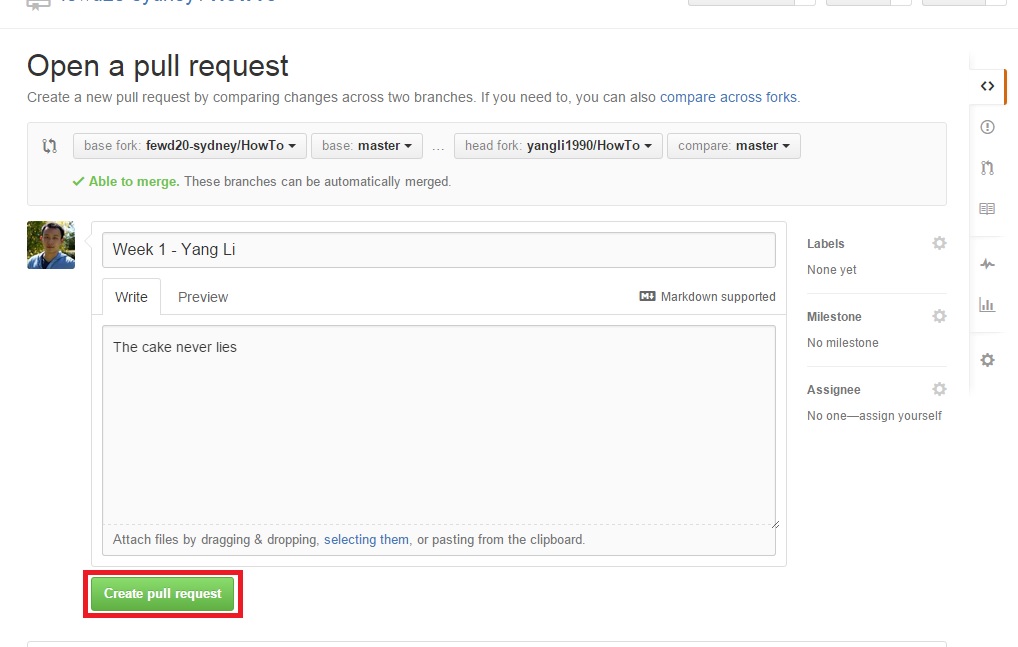 Open a pull request
Create a new pull request by comparing changes across two branches. If you need to, you can also compare across forks.
base fork: fewd20-sydney/HowTo base: master ... head fork: yangli1990/HowTo compare: master
Able to merge. These branches can be automatically merged.
Week 1 - Yang Li
Write Preview Markdown supported
The cake never lies
Attach files by dragging & dropping, selecting them, or pasting from the clipboard.
Create pull request
Labels
None yet
Milestone
No milestone
Assignee
No one—assign yourself